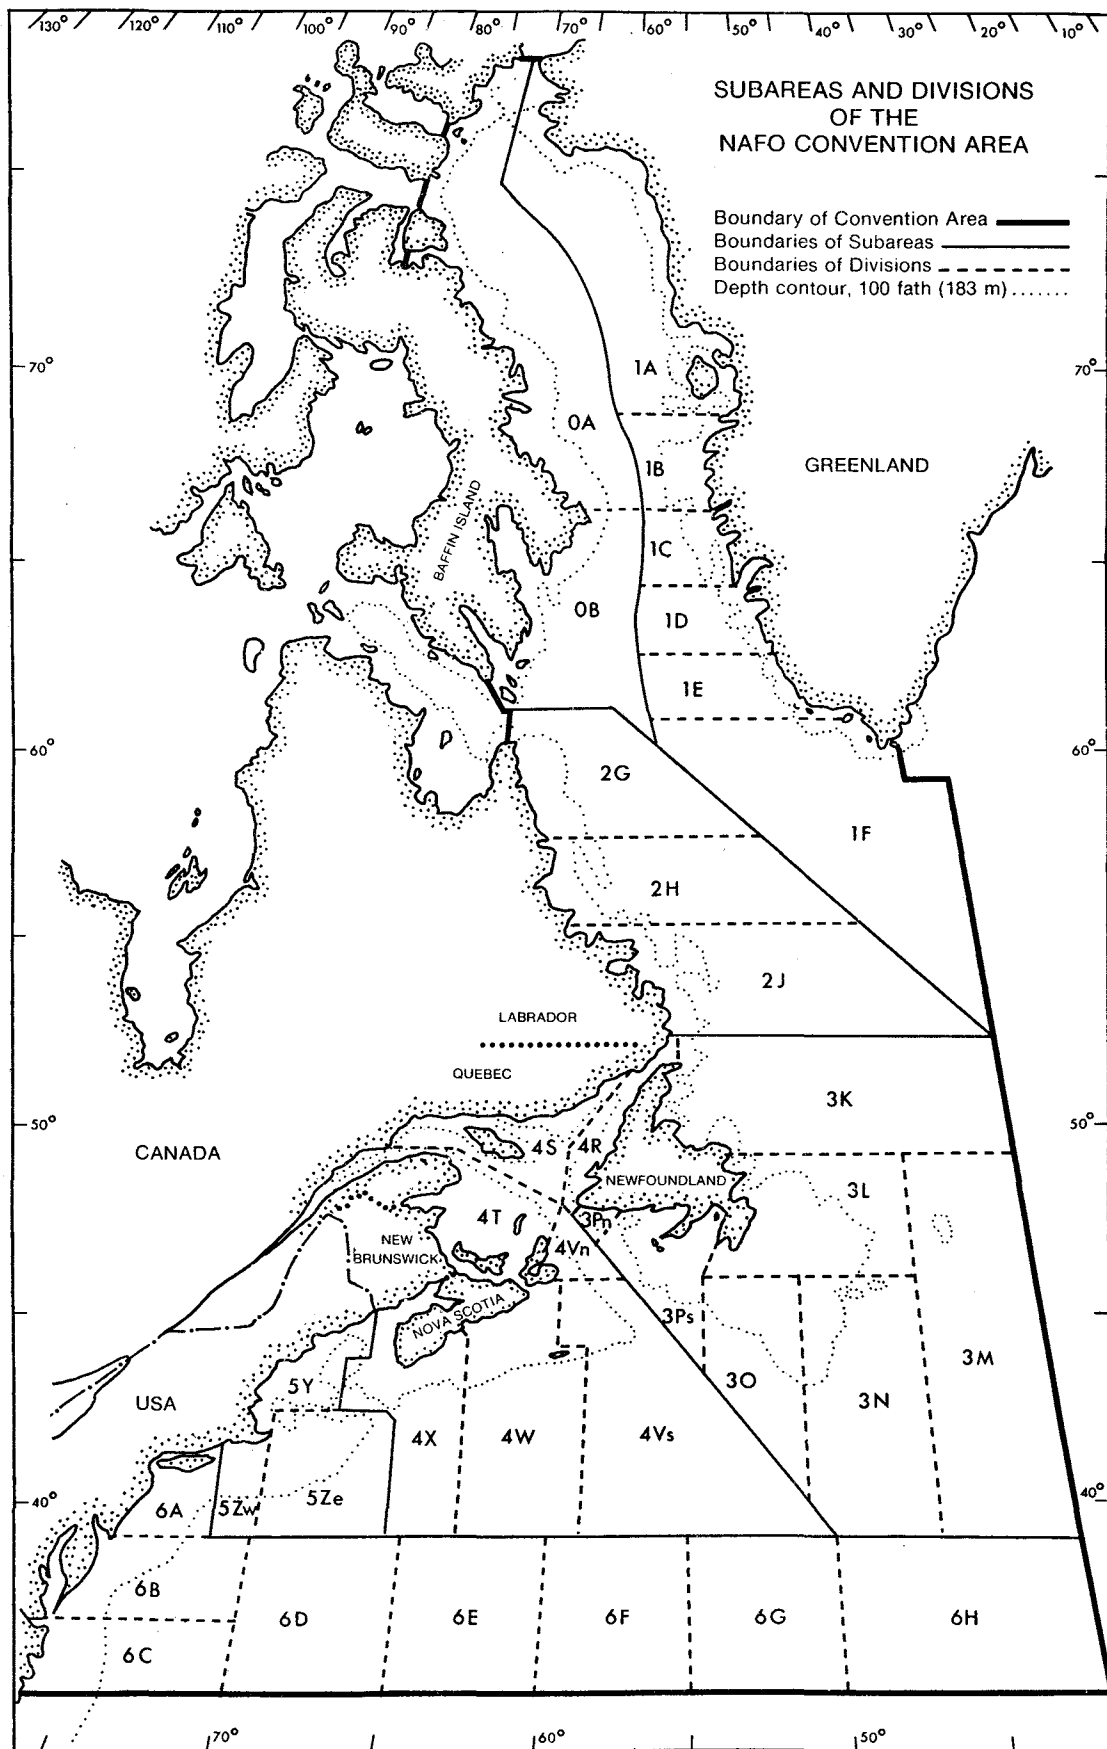 130° 120° 110° 100° 90° 80° 70° 60° 50° 40° 30° 20° 10°
SUBAREAS AND DIVISIONS
OF THE
NAFO CONVENTION AREA
Boundary of Convention Area
Boundaries of Subareas
Boundaries of Divisions
Depth contour, 100 fath (183 m)
70° 70°
1A
0A
1B
GREENLAND
BAFFIN ISLAND
1C
0B
1D
1E
60° 60°
2G
1F
2H
2J
LABRADOR
QUEBEC
3K
50° 50°
CANADA
4S 4R
NEWFOUNDLAND
3L
4T
3Pn
NEW
BRUNSWICK
4Vn
NOVA SCOTIA
3Ps
3M
5Y
3O
USA
3N
4X 4W 4Vs
40° 40°
6A 5Zw 5Ze
6B
6D 6E 6F 6G 6H
6C
70° 60° 50°